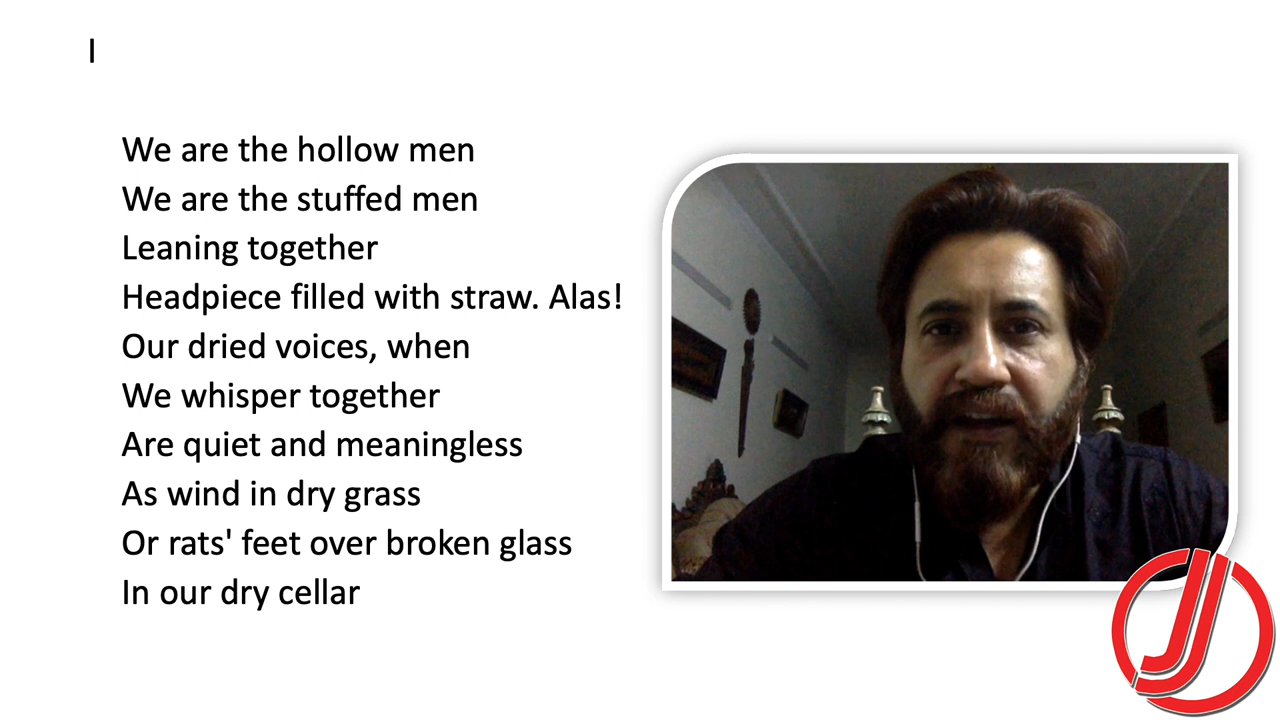 I
We are the hollow men
We are the stuffed men
Leaning together
Headpiece filled with straw. Alas!
Our dried voices, when
We whisper together
Are quiet and meaningless
As wind in dry grass
Or rats' feet over broken glass
In our dry cellar
JJ